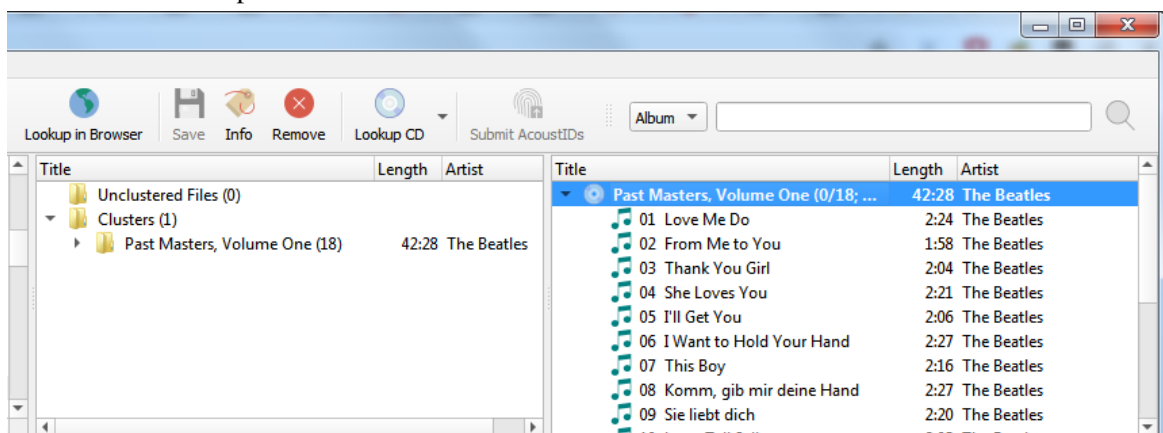 Lookup in Browser Save Info Remove Lookup CD Submit AcoustIDs Album
Title Length Artist
Unclustered Files (0)
Clusters (1)
Past Masters, Volume One (18) 42:28 The Beatles
Title Length Artist
Past Masters, Volume One (0/18; ... 42:28 The Beatles
01 Love Me Do 2:24 The Beatles
02 From Me to You 1:58 The Beatles
03 Thank You Girl 2:04 The Beatles
04 She Loves You 2:21 The Beatles
05 I'll Get You 2:06 The Beatles
06 I Want to Hold Your Hand 2:27 The Beatles
07 This Boy 2:16 The Beatles
08 Komm, gib mir deine Hand 2:27 The Beatles
09 Sie liebt dich 2:20 The Beatles